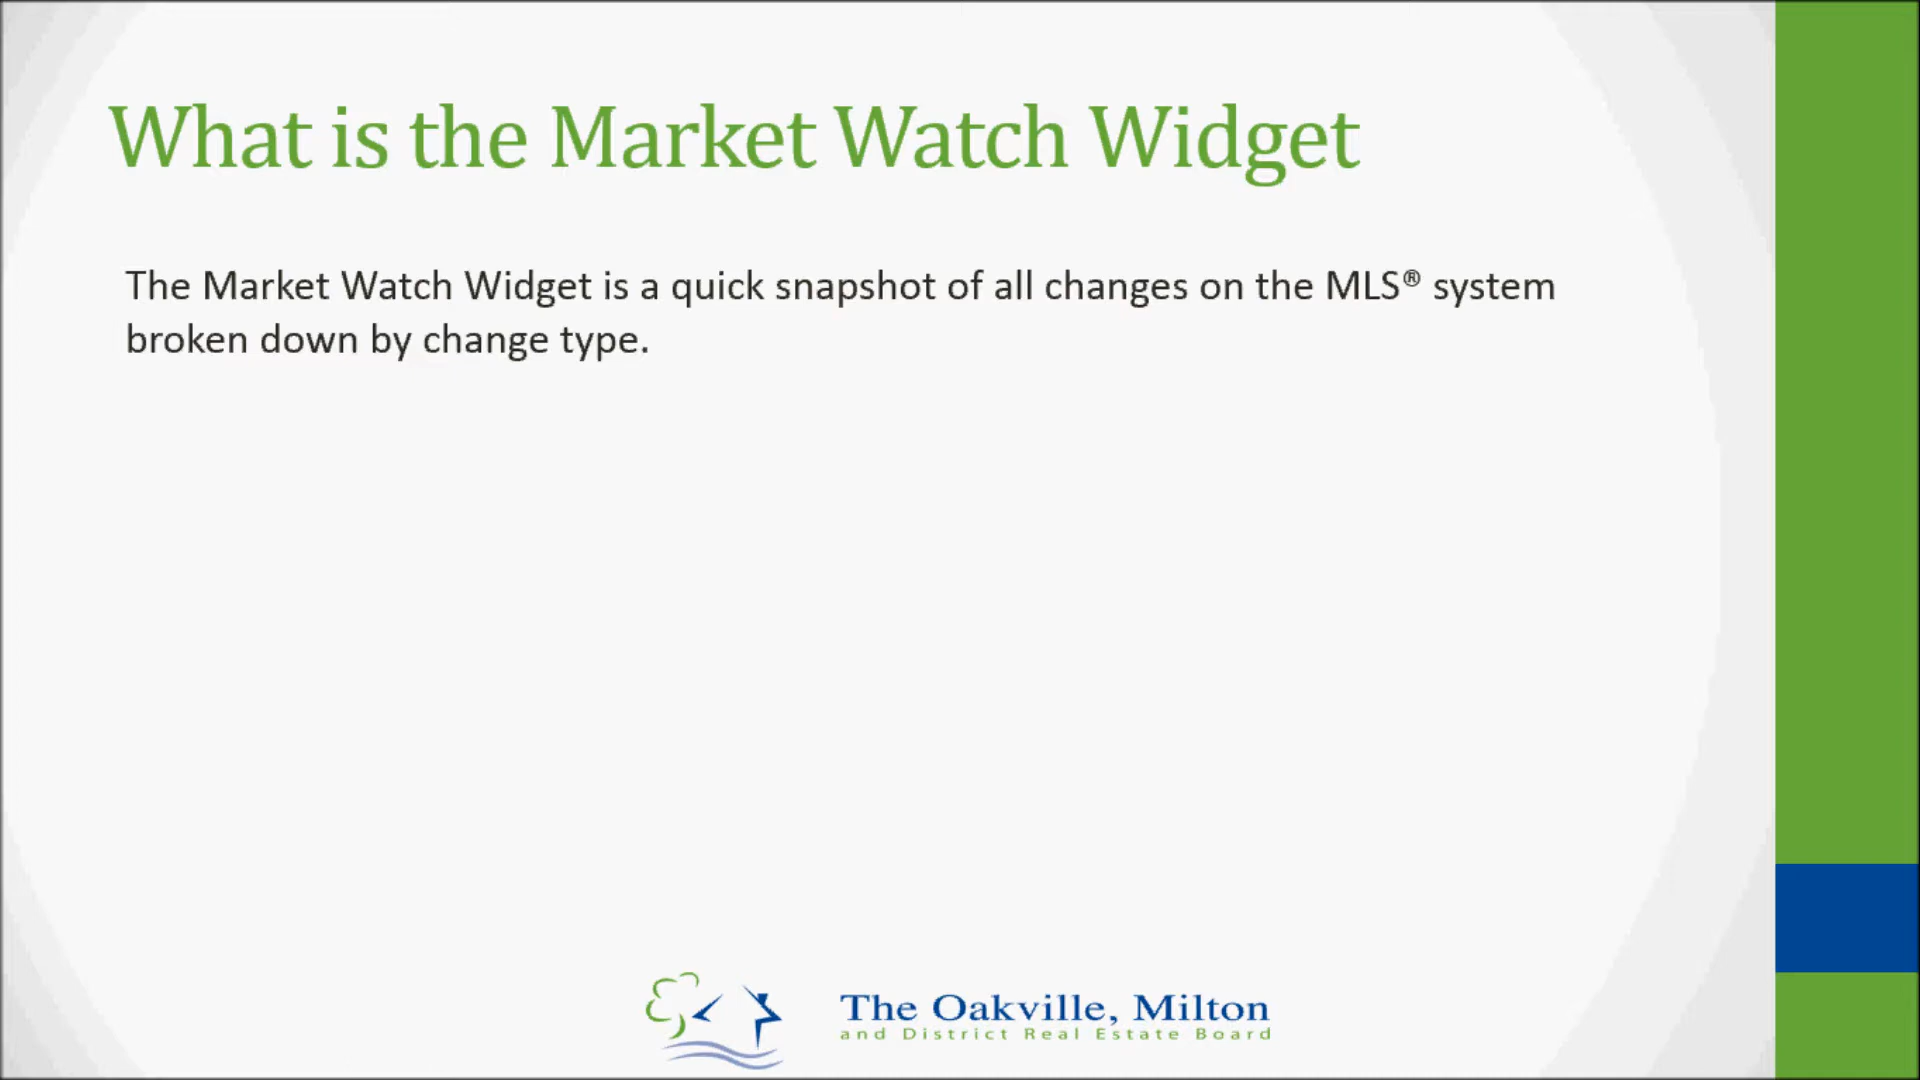 What is the Market Watch Widget
The Market Watch Widget is a quick snapshot of all changes on the MLS® system
broken down by change type.
The Oakville, Milton
and District Real Estate Board